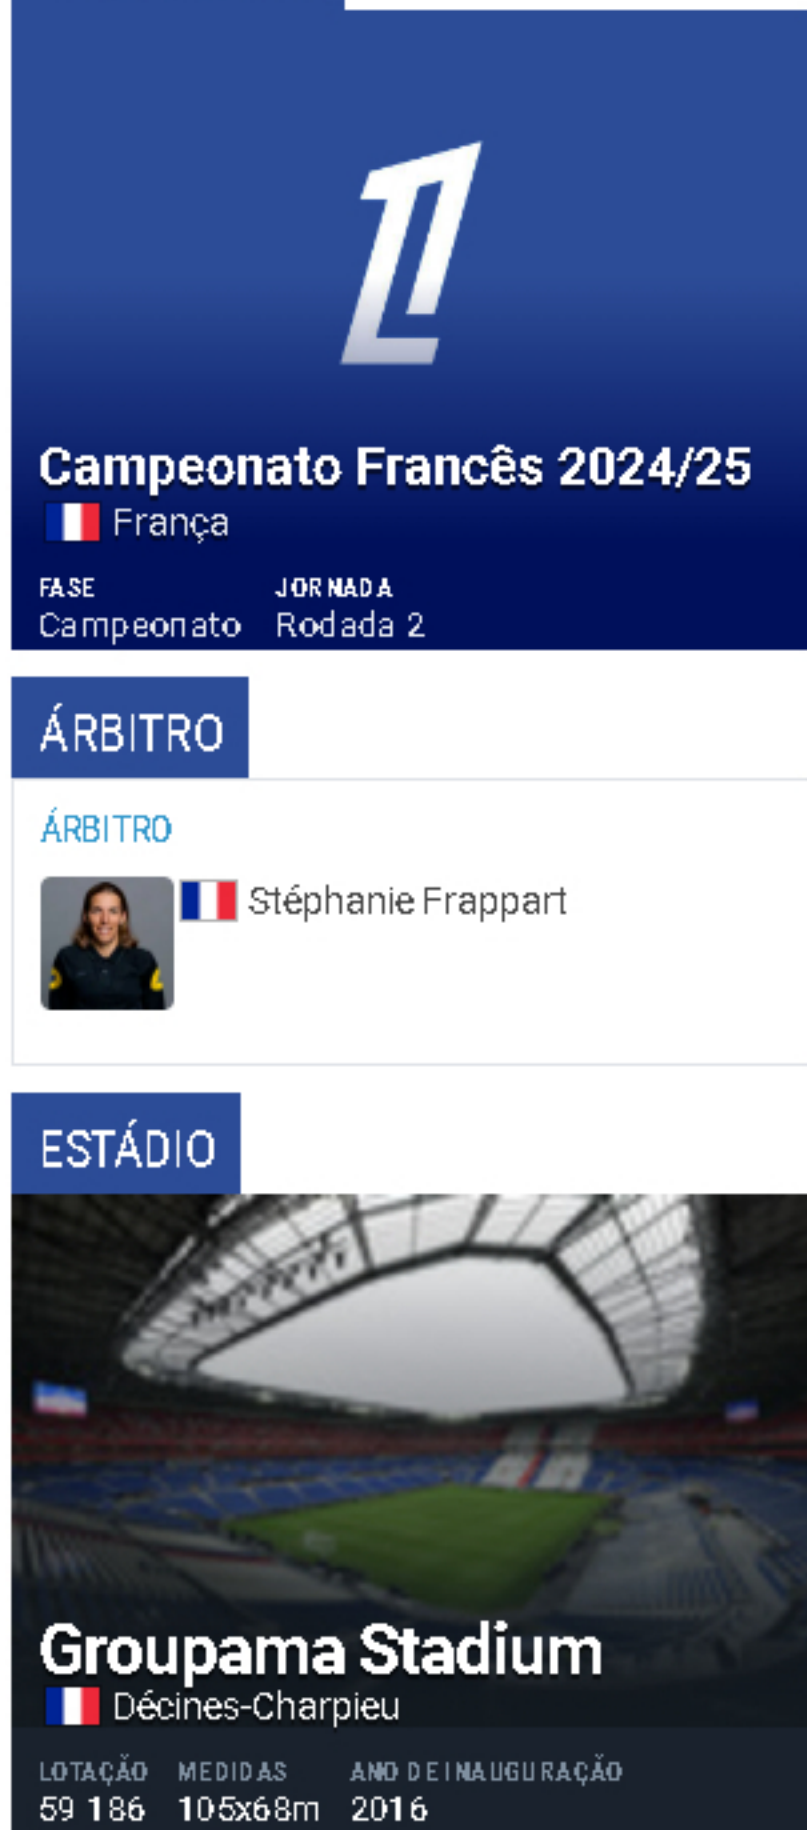 Campeonato Francês 2024/25
França
FASE JORNADA
Campeonato Rodada 2
ÁRBITRO
ÁRBITRO
Stéphanie Frappart
ESTÁDIO
Groupama Stadium
Décines-Charpieu
LOTAÇÃO MEDIDAS ANO DE INAUGURAÇÃO
59 186 105x68m 2016